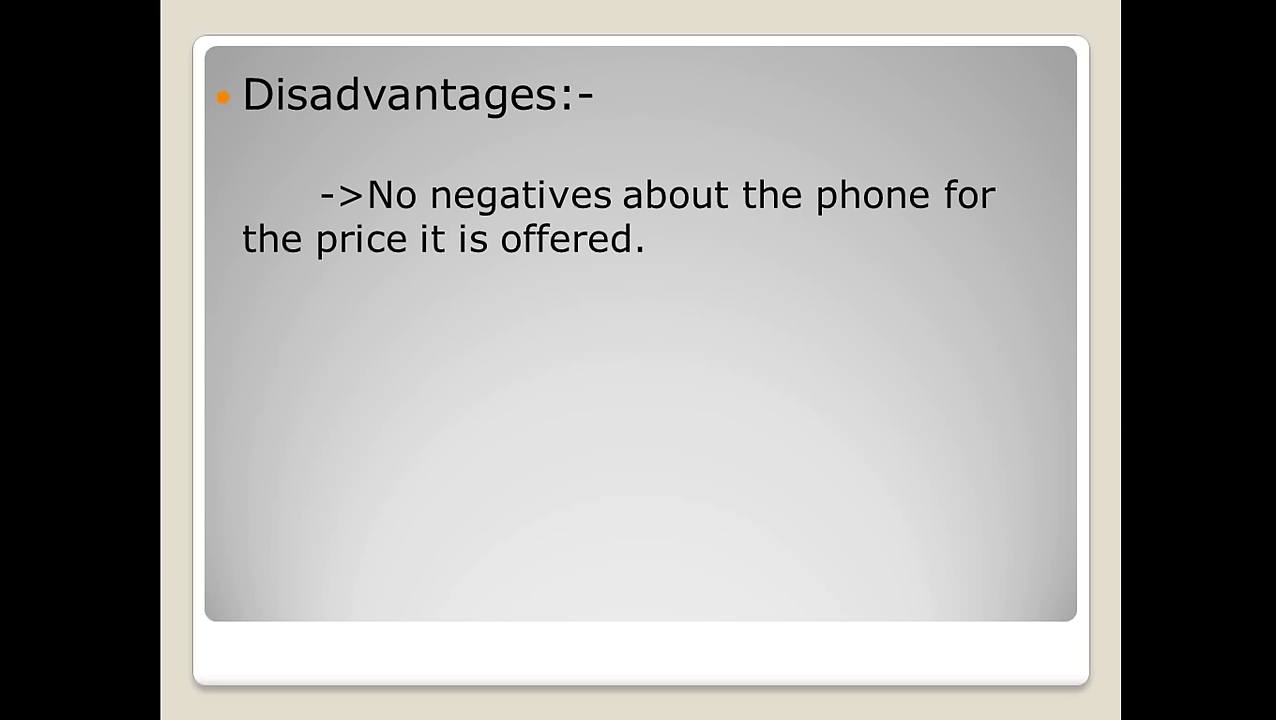 Disadvantages:-
->No negatives about the phone for
the price it is offered.